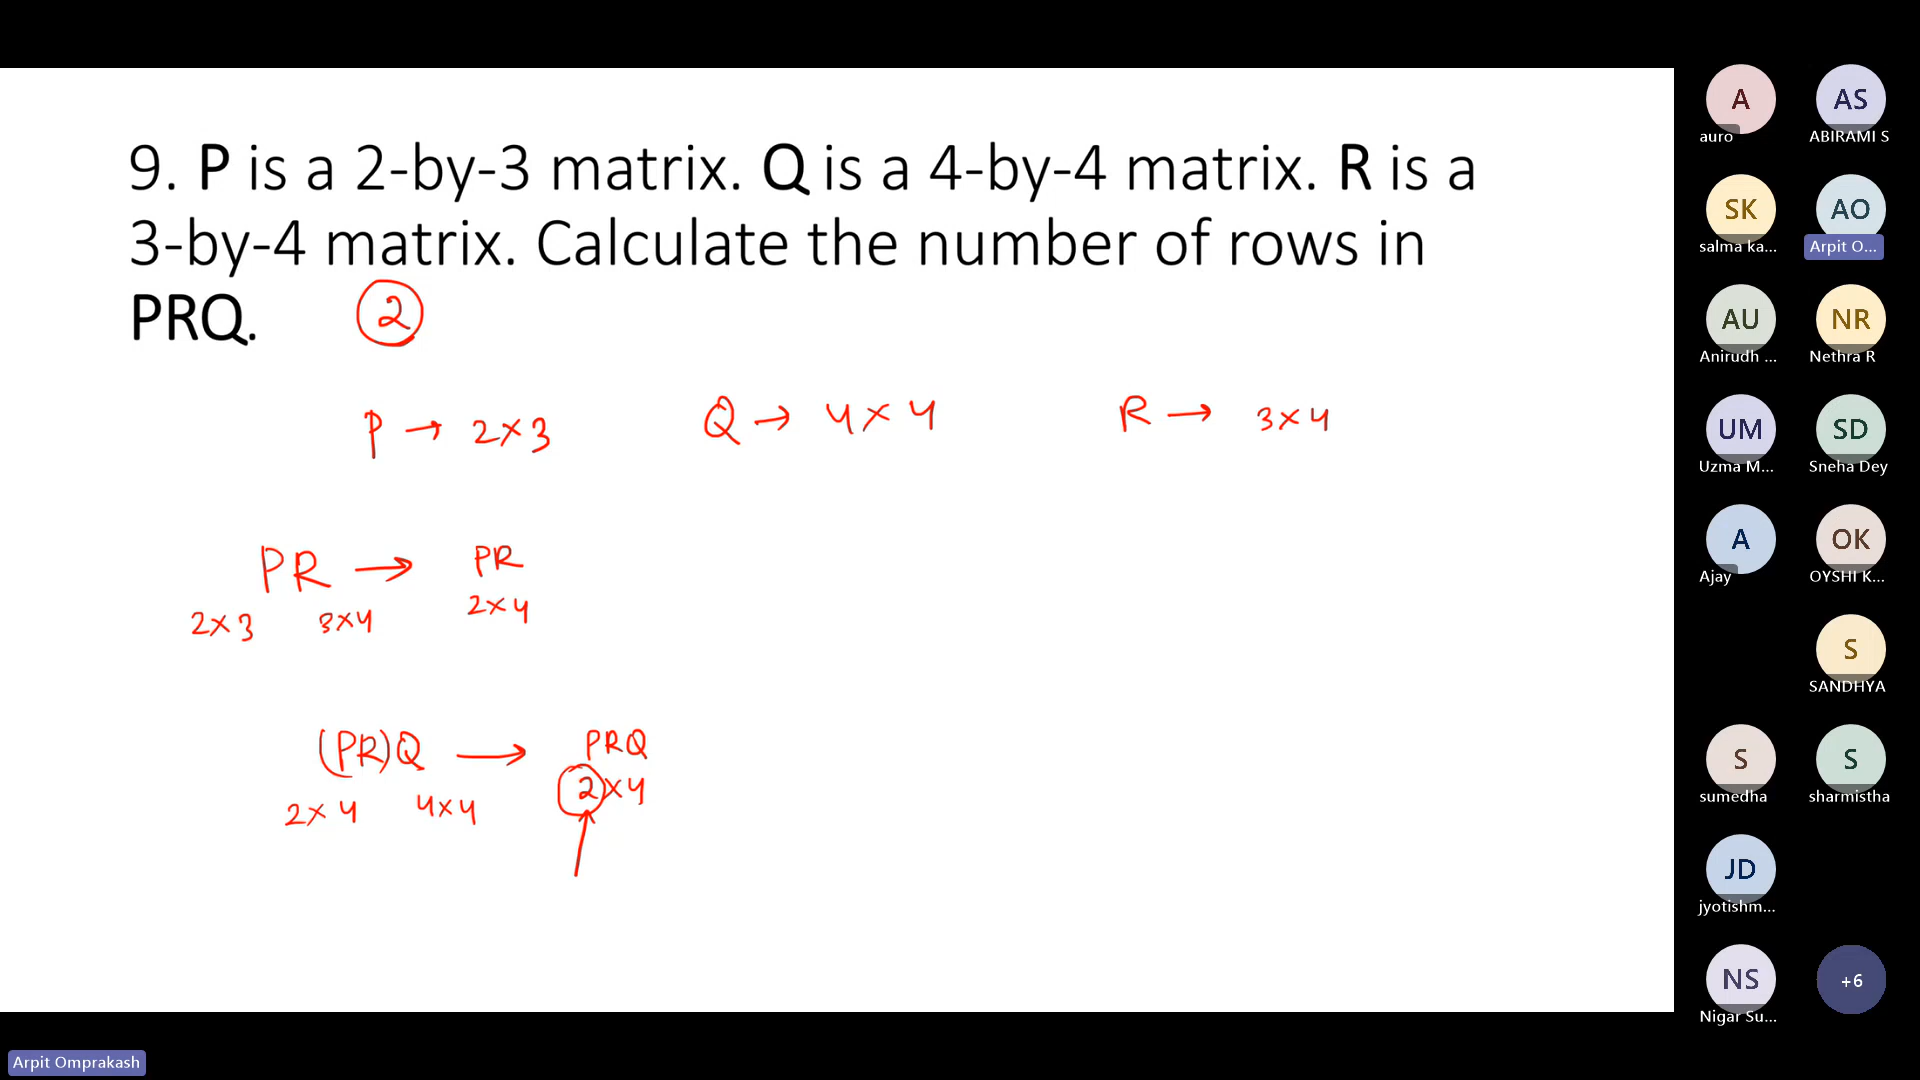 9. P is a 2-by-3 matrix. Q is a 4-by-4 matrix. R is a
3-by-4 matrix. Calculate the number of rows in
PRQ. 2
P → 2×3 Q → 4×4 R → 3×4
PR → PR
2×3 3×4 2×4
(PR)Q → PRQ
2×4 4×4 2×4
A AS
auro ABIRAMI S
SK AO
salma ka... Arpit O...
AU NR
Anirudh ... Nethra R
UM SD
Uzma M... Sneha Dey
A OK
Ajay OYSHI K...
S
SANDHYA
S S
sumedha sharmistha
JD
jyotishm...
NS +6
Nigar Su...
Arpit Omprakash